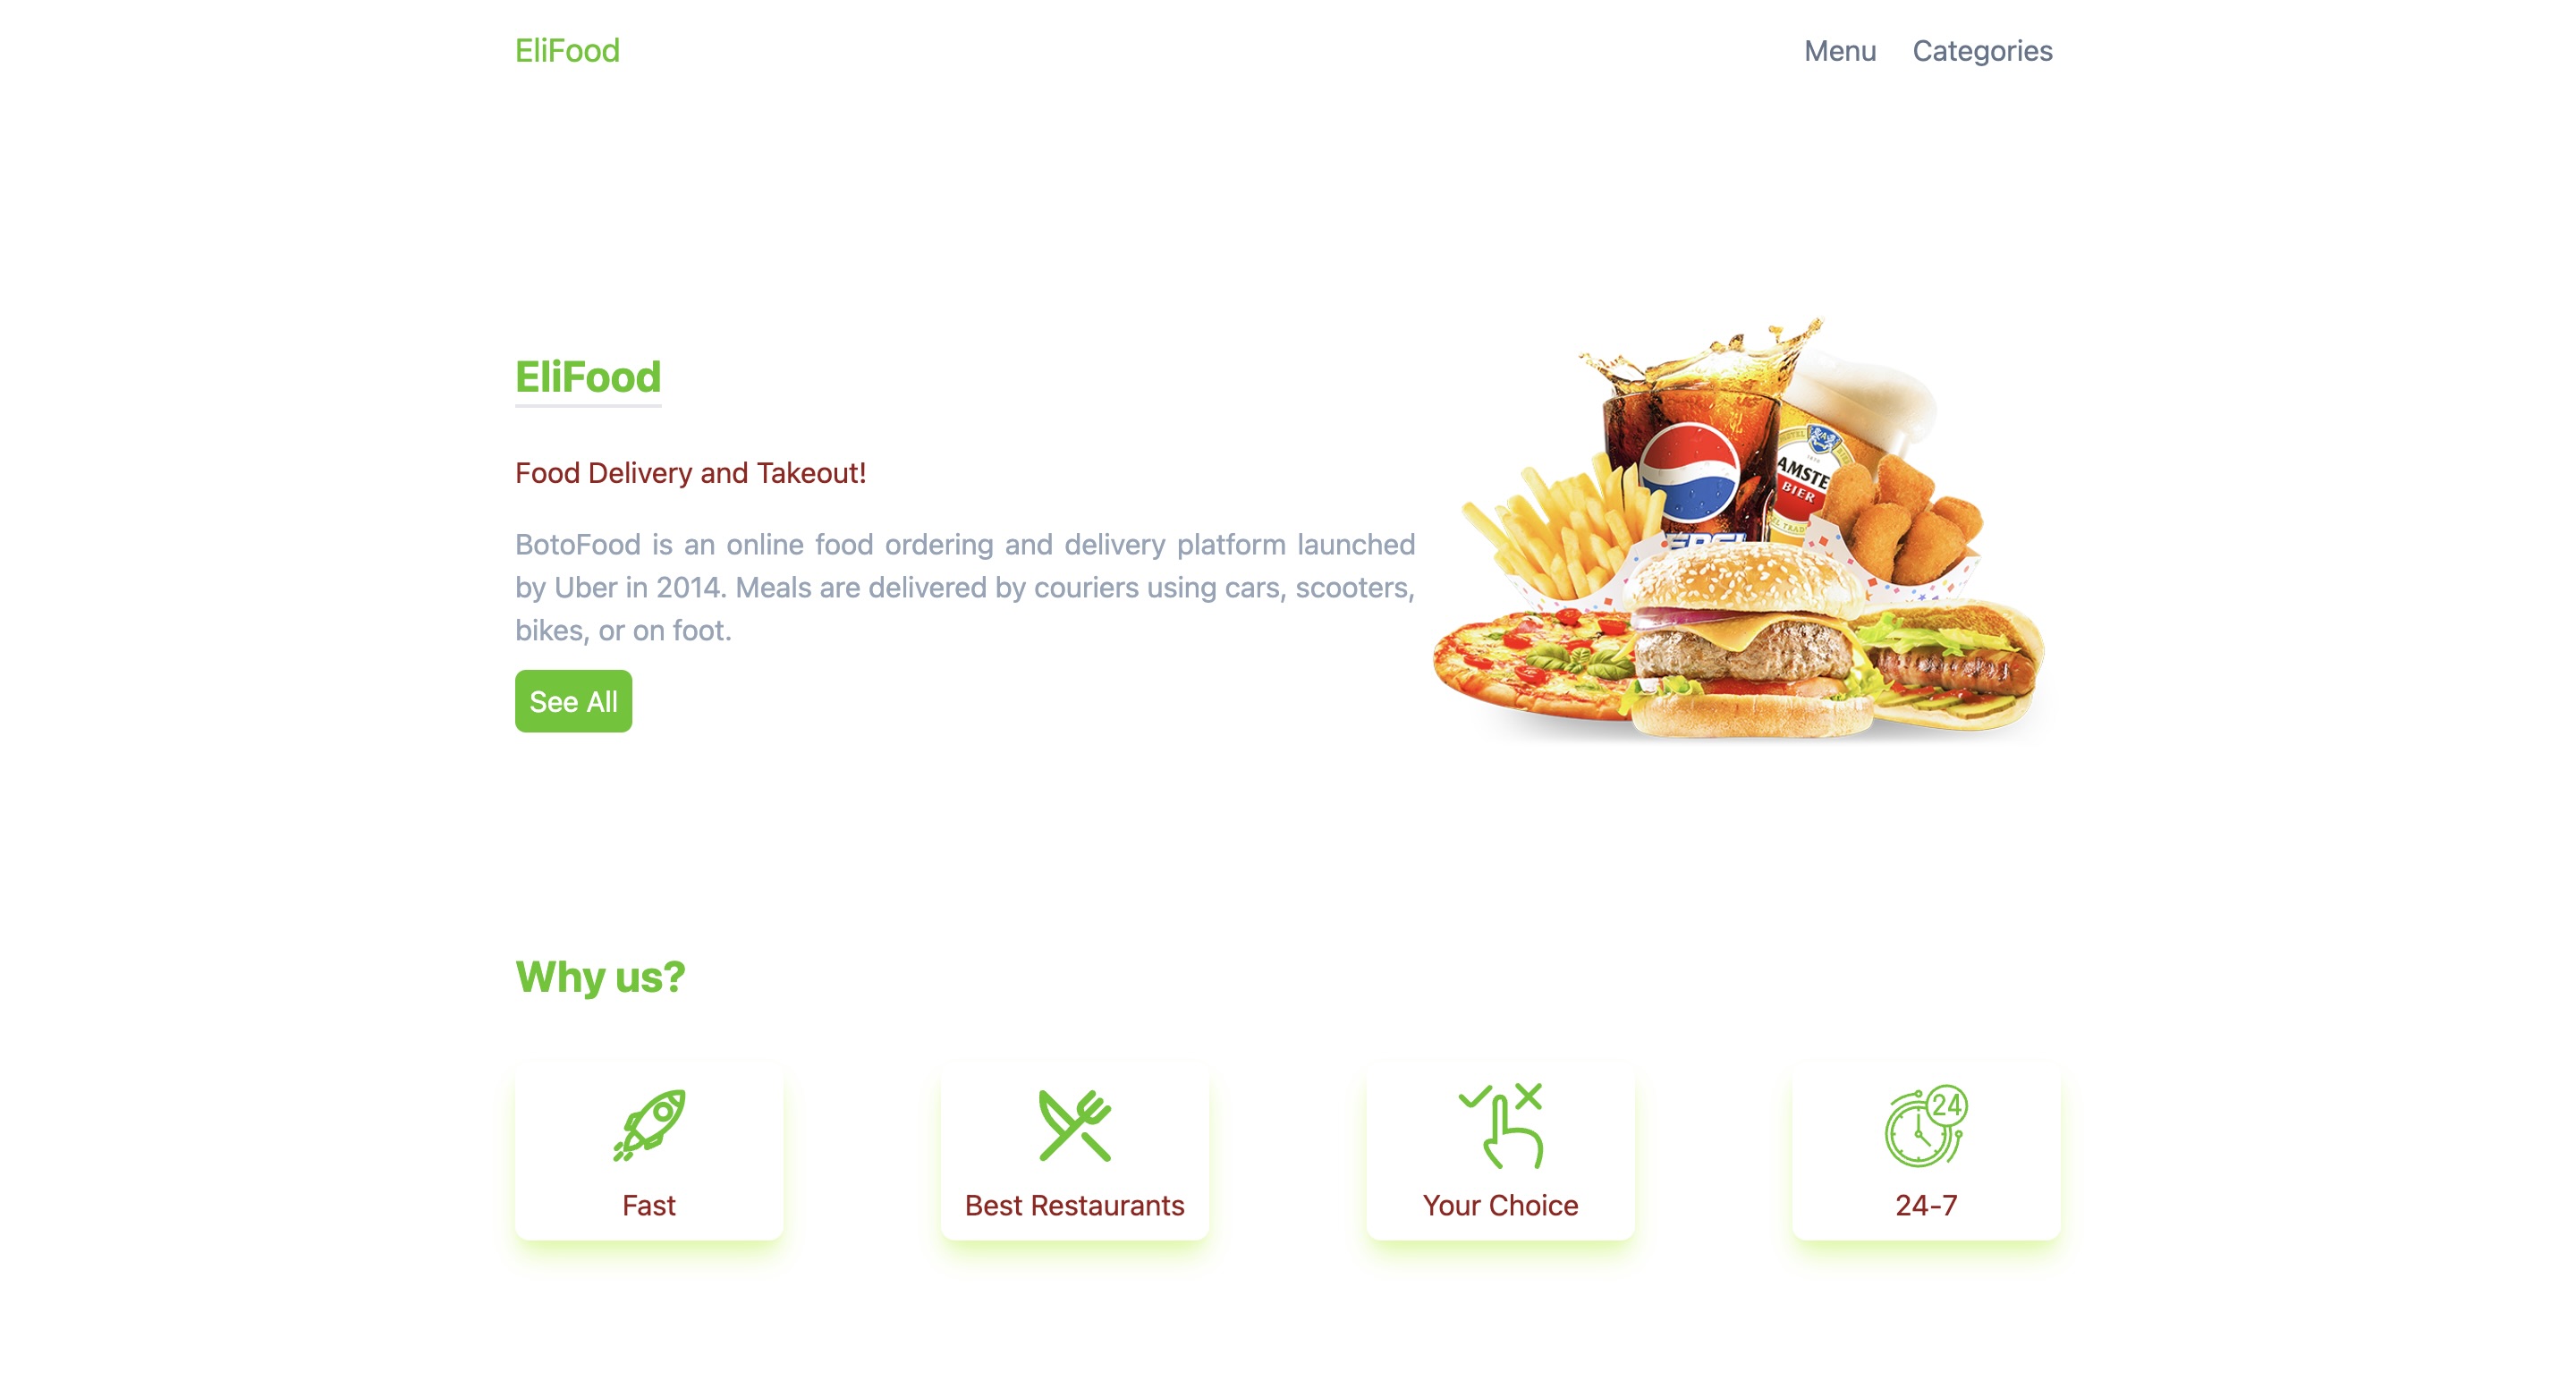 EliFood
Menu Categories
EliFood
Food Delivery and Takeout!
BotoFood is an online food ordering and delivery platform launched
by Uber in 2014. Meals are delivered by couriers using cars, scooters,
bikes, or on foot.
See All
AMSTE
BIER
Why us?
24
Fast
Best Restaurants
Your Choice
24-7